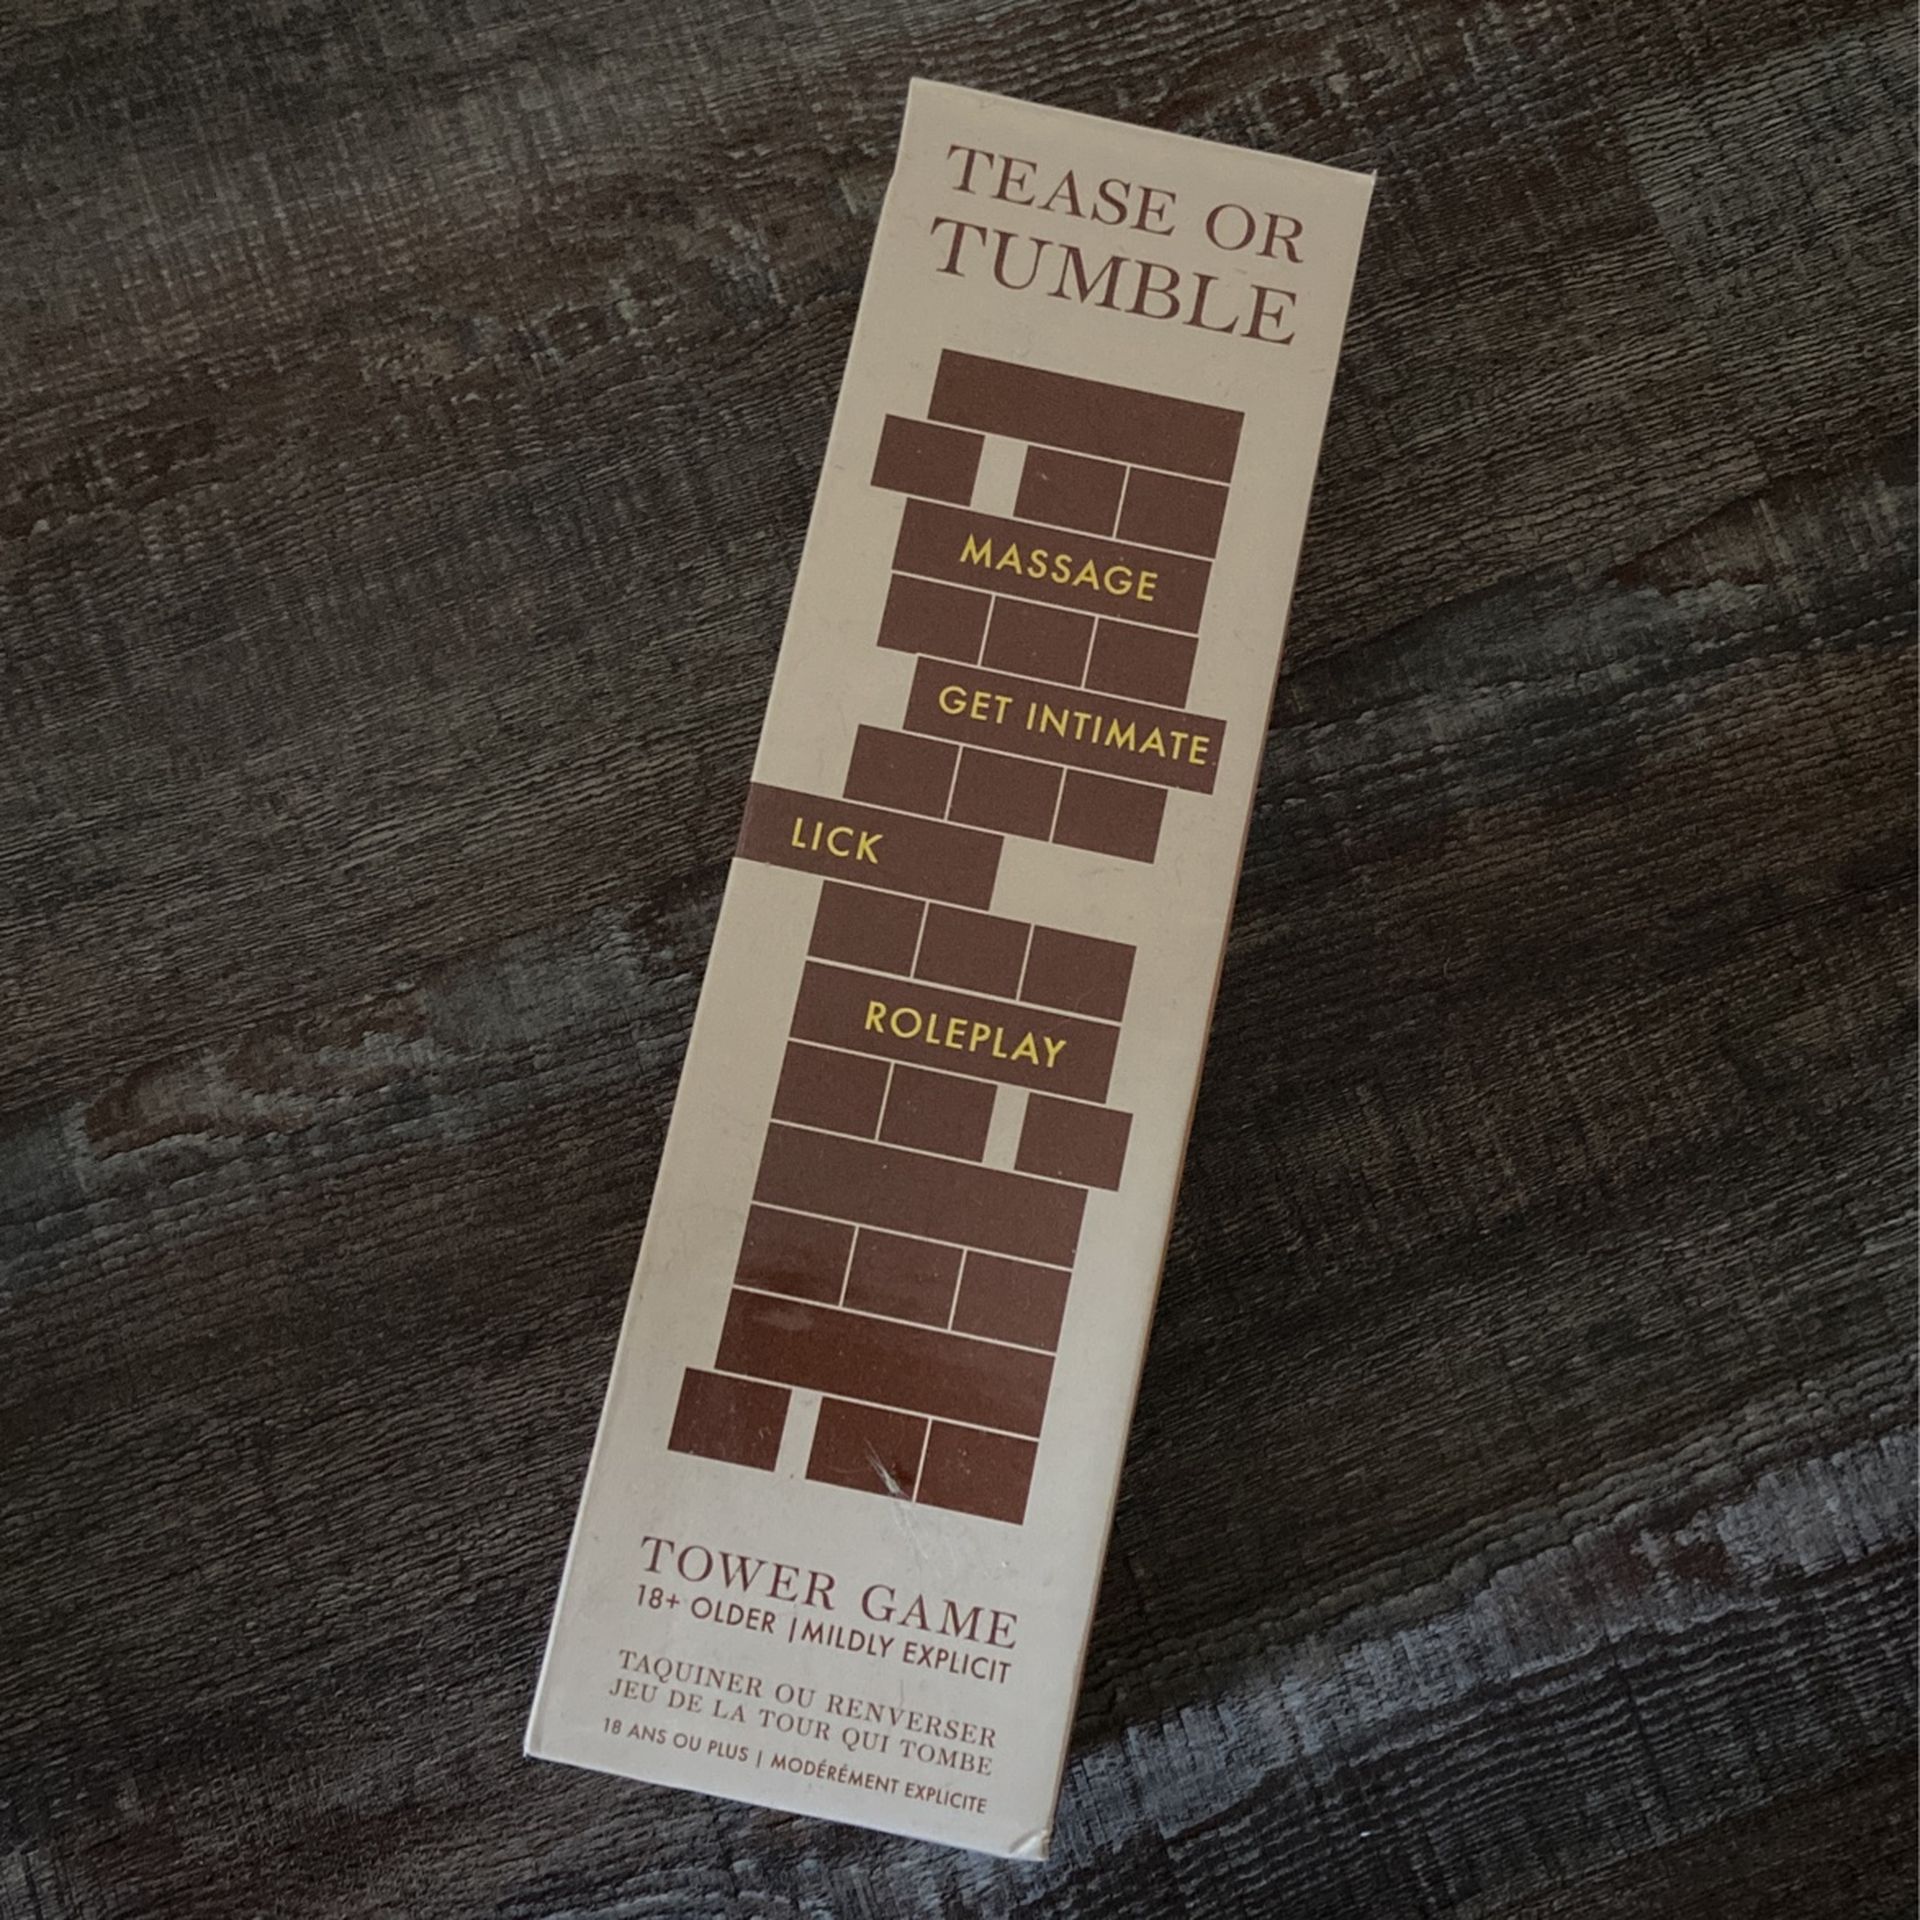 TEASE OR
TUMBLE
MASSAGE
GET INTIMATE
LICK
ROLEPLAY
TOWER GAME
18+ OLDER | MILDLY EXPLICIT
TAQUINER OU RENVERSER
JEU DE LA TOUR QUI TOMBE
18 ANS OU PLUS | MODÉRÉMENT EXPLICITE